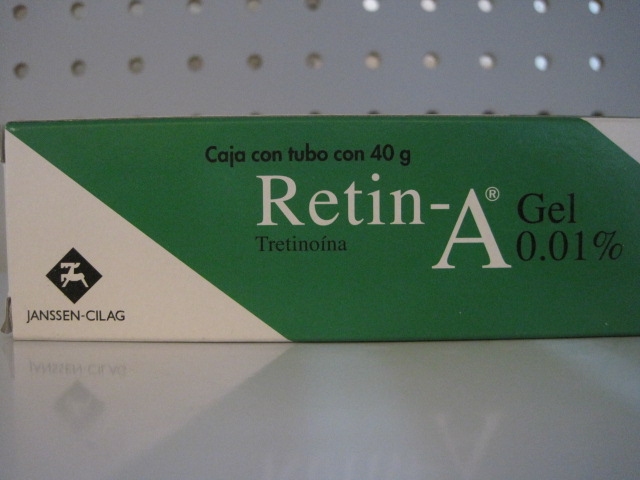 Caja con tubo con 40 g
Retin-A® Gel
Tretinoína 0.01%
JANSSEN-CILAG